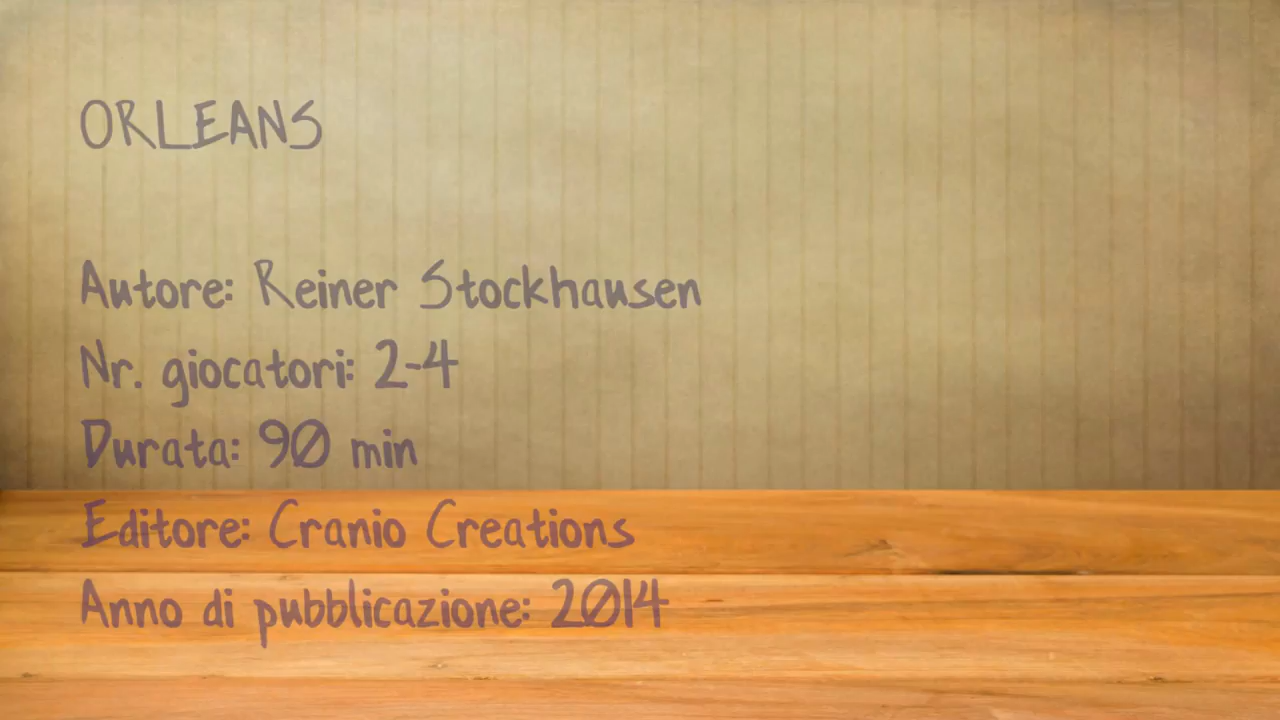 ORLEANS
Autore: Reiner Stockhausen
Nr. giocatori: 2-4
Durata: 90 min
Editore: Cranio Creations
Anno di pubblicazione: 2014